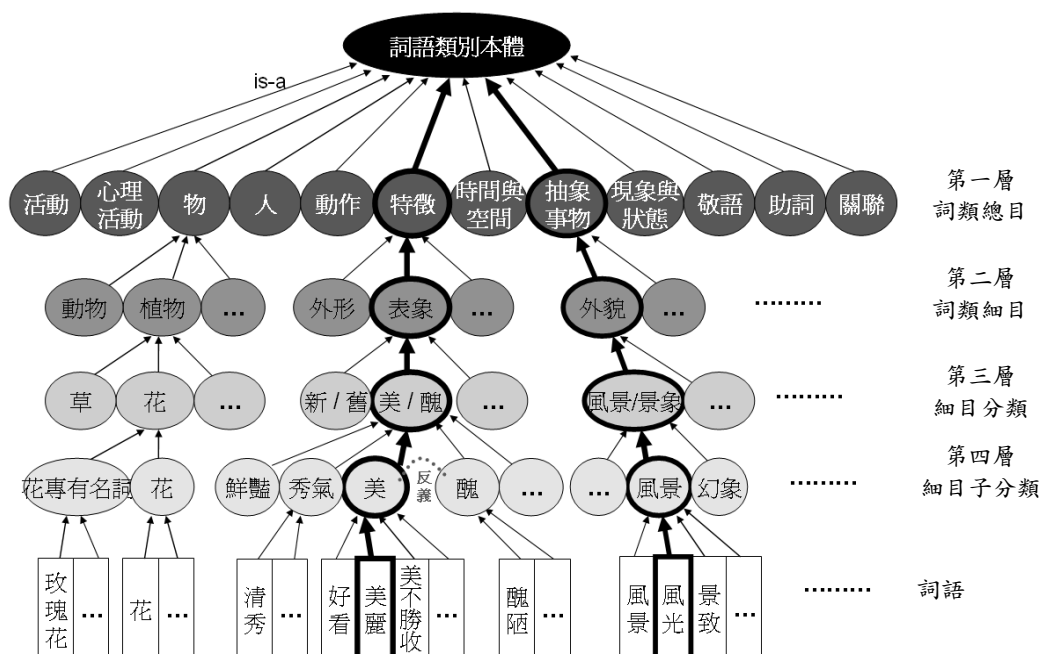 詞語類別本體
is-a
活動
心理
活動
物
人
動作
特徵
時間與
空間
抽象
事物
現象與
狀態
敬語
助詞
關聯
第一層
詞類總目
動物
植物
...
外形
表象
...
外貌
...
.........
第二層
詞類細目
草
花
...
新 / 舊
美 / 醜
...
風景/景象
...
.........
第三層
細目分類
花專有名詞
花
...
鮮豔
秀氣
美
反義
醜
...
...
風景
幻象
.........
第四層
細目子分類
玫瑰花
...
花
...
清秀
...
好看
美麗
美不勝收
...
醜陋
...
風景
風光
景致
...
.........
詞語